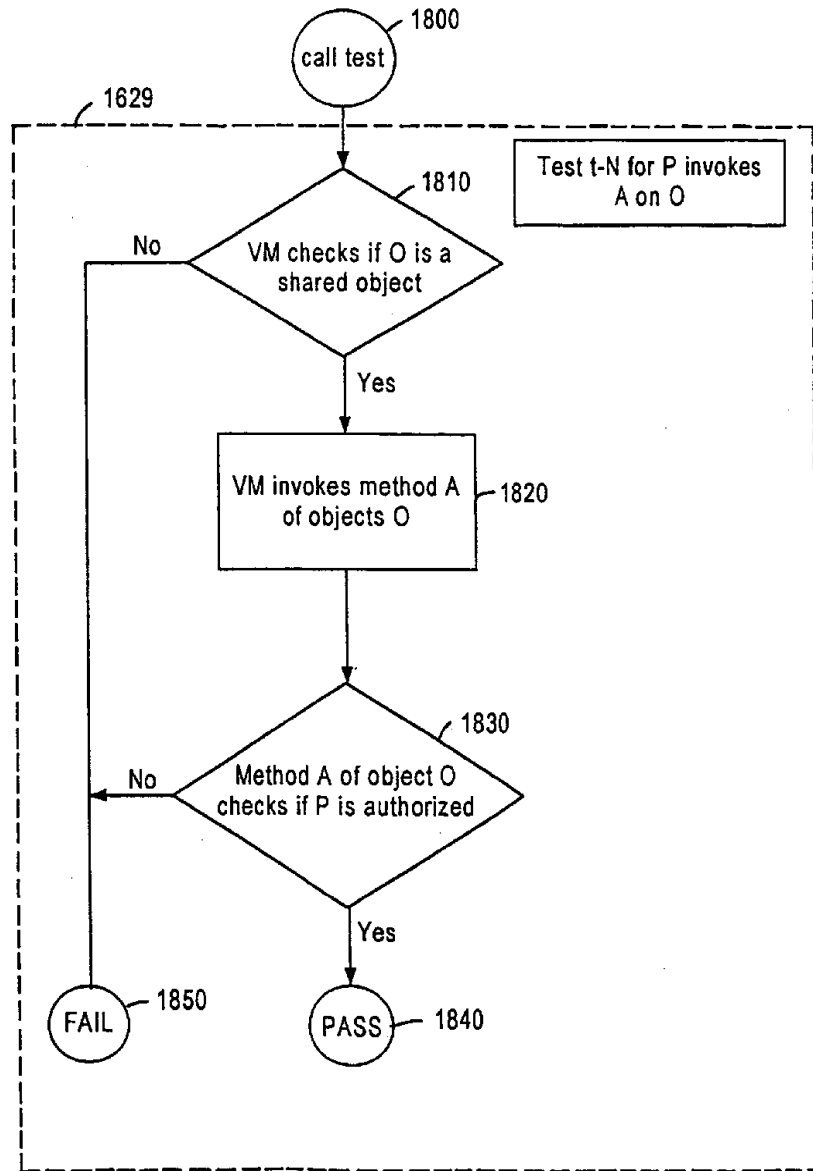 1800
call test
1629
Test t-N for P invokes
A on O
1810
No
VM checks if O is a
shared object
Yes
VM invokes method A
of objects O
1820
1830
No
Method A of object O
checks if P is authorized
Yes
1850
FAIL
PASS
1840